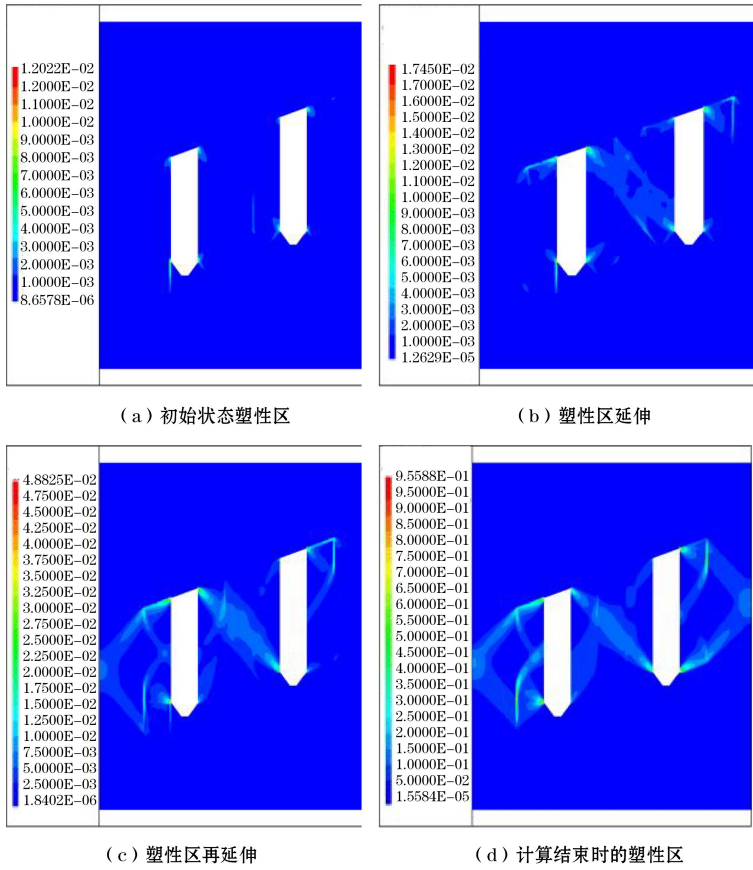 1.2022E-02
1.2000E-02
1.1000E-02
1.0000E-02
9.0000E-03
8.0000E-03
7.0000E-03
6.0000E-03
5.0000E-03
4.0000E-03
3.0000E-03
2.0000E-03
1.0000E-03
8.6578E-06
(a)初始状态塑性区
1.7450E-02
1.7000E-02
1.6000E-02
1.5000E-02
1.4000E-02
1.3000E-02
1.2000E-02
1.1000E-02
1.0000E-02
9.0000E-03
8.0000E-03
7.0000E-03
6.0000E-03
5.0000E-03
4.0000E-03
3.0000E-03
2.0000E-03
1.0000E-03
1.2629E-05
(b)塑性区延伸
4.8825E-02
4.7500E-02
4.5000E-02
4.2500E-02
4.0000E-02
3.7500E-02
3.5000E-02
3.2500E-02
3.0000E-02
2.7500E-02
2.5000E-02
2.2500E-02
2.0000E-02
1.7500E-02
1.5000E-02
1.2500E-02
1.0000E-02
7.5000E-03
5.0000E-03
2.5000E-03
1.8402E-06
(c)塑性区再延伸
9.5588E-01
9.5000E-01
9.0000E-01
8.5000E-01
8.0000E-01
7.5000E-01
7.0000E-01
6.5000E-01
6.0000E-01
5.5000E-01
5.0000E-01
4.5000E-01
4.0000E-01
3.5000E-01
3.0000E-01
2.5000E-01
2.0000E-01
1.5000E-01
1.0000E-01
5.0000E-02
1.5584E-05
(d)计算结束时的塑性区